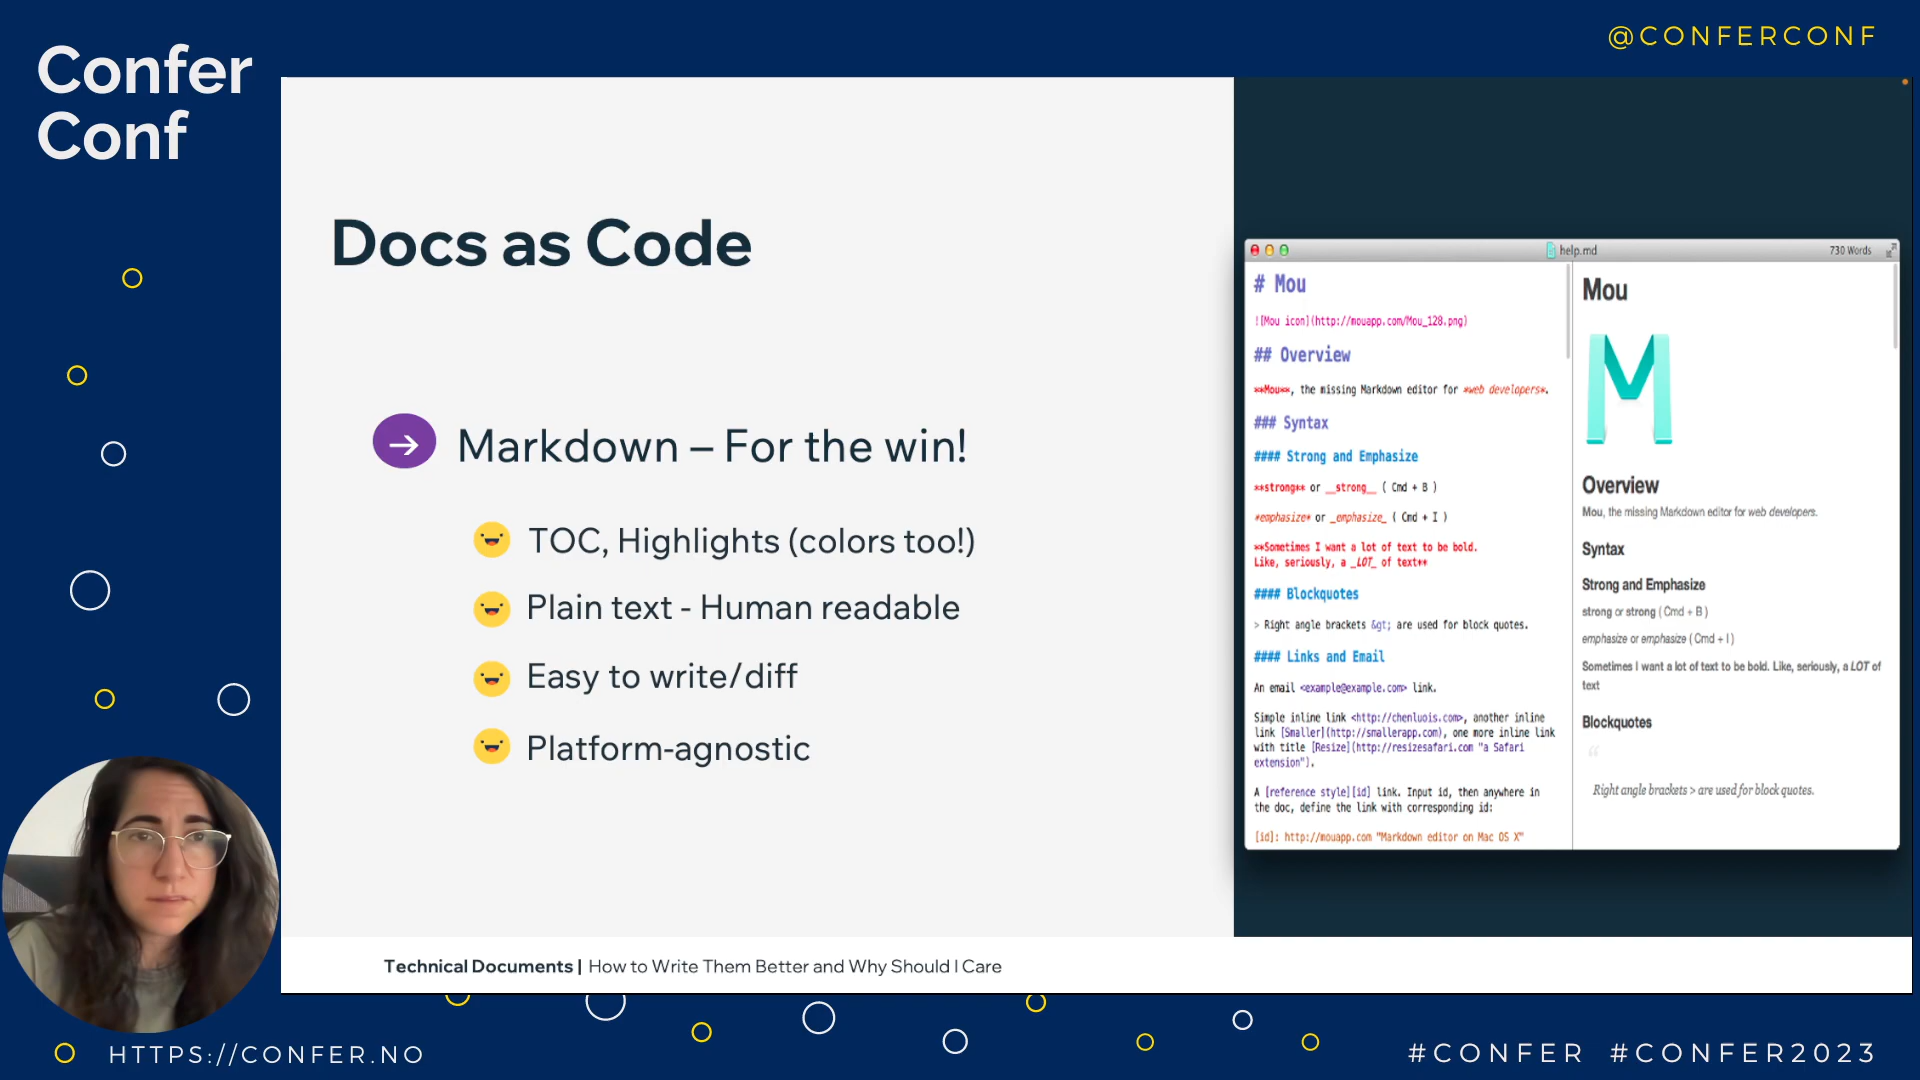 Confer
Conf
@CONFERCONF
Docs as Code
Markdown – For the win!
TOC, Highlights (colors too!)
Plain text - Human readable
Easy to write/diff
Platform-agnostic
help.md
730 Words
# Mou
![Mou icon](http://mouapp.com/Mou_128.png)
## Overview
**Mou**, the missing Markdown editor for *web developers*.
### Syntax
#### Strong and Emphasize
**strong** or __strong__ ( Cmd + B )
*emphasize* or _emphasize_ ( Cmd + I )
**Sometimes I want a lot of text to be bold.
Like, seriously, a _LOT_ of text**
#### Blockquotes
> Right angle brackets &gt; are used for block quotes.
#### Links and Email
An email <example@example.com> link.
Simple inline link <http://chenluois.com>, another inline
link [Smaller](http://smallerapp.com), one more inline link
with title [Resize](http://resizesafari.com "a Safari
extension").
A [reference style][id] link. Input id, then anywhere in
the doc, define the link with corresponding id:
[id]: http://mouapp.com "Markdown editor on Mac OS X"
Mou
M
Overview
Mou, the missing Markdown editor for web developers.
Syntax
Strong and Emphasize
strong or strong ( Cmd + B )
emphasize or emphasize ( Cmd + I )
Sometimes I want a lot of text to be bold. Like, seriously, a LOT of
text
Blockquotes
“
Right angle brackets > are used for block quotes.
Technical Documents | How to Write Them Better and Why Should I Care
HTTPS://CONFER.NO
#CONFER #CONFER2023